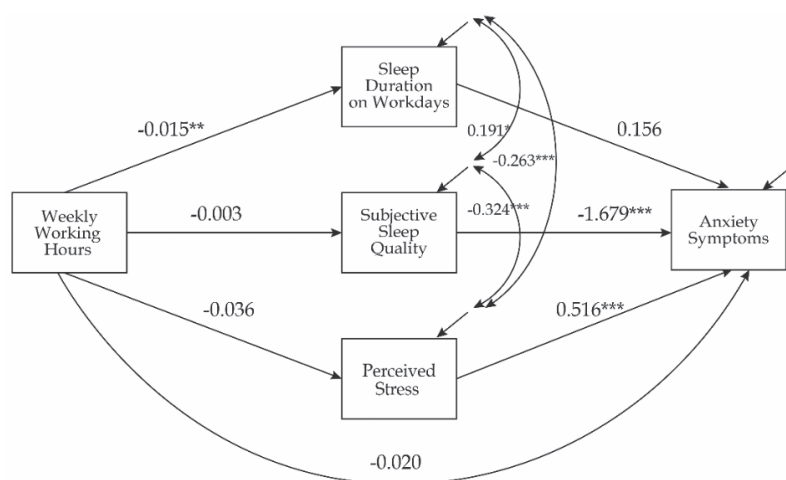 Sleep
Duration
on Workdays
-0.015**
0.191*
0.156
-0.263***
Weekly
Working
Hours
-0.003
Subjective
Sleep
Quality
-0.324***
-1.679***
Anxiety
Symptoms
-0.036
0.516***
Perceived
Stress
-0.020